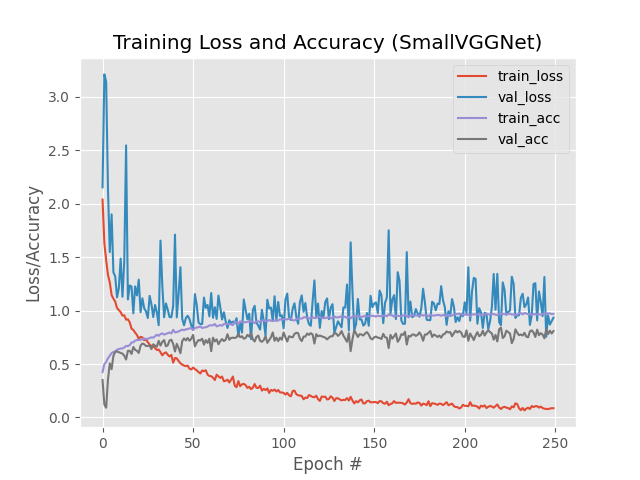 Training Loss and Accuracy (SmallVGGNet)
train_loss
val_loss
train_acc
val_acc
Loss/Accuracy
3.0
2.5
2.0
1.5
1.0
0.5
0.0
0 50 100 150 200 250
Epoch #